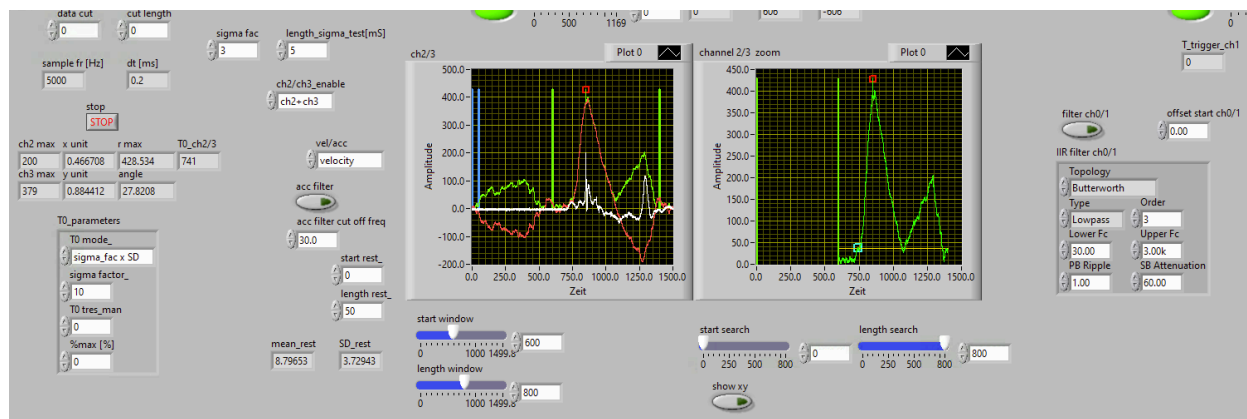 data cut
cut length
0
0
sigma fac
length_sigma_test[mS]
3
5
sample fr [Hz]
dt [ms]
5000
0.2
ch2/ch3_enable
ch2+ch3
stop
STOP
ch2 max
x unit
r max
T0_ch2/3
200
0.466708
428.534
741
ch3 max
y unit
angle
379
0.884412
27.8208
vel/acc
velocity
acc filter
acc filter cut off freq
30.0
start rest_
0
length rest_
50
T0_parameters
T0 mode_
sigma_fac x SD
sigma factor_
10
T0 tres_man
0
%max [%]
0
mean_rest
SD_rest
8.79653
3.72943
0 500 1169
0
0
606
-606
0
ch2/3
Plot 0
500.0
400.0
300.0
200.0
100.0
0.0
-100.0
-200.0
Amplitude
0.0 250.0 500.0 750.0 1000.0 1250.0 1500.0
Zeit
channel 2/3 zoom
Plot 0
450.0
400.0
350.0
300.0
250.0
200.0
150.0
100.0
50.0
0.0
Amplitude
0.0 250.0 500.0 750.0 1000.0 1250.0 1500.0
Zeit
start window
600
0 1000 1499.8
length window
800
0 1000 1499.8
start search
0
0 250 500 800
length search
800
0 250 500 800
show xy
T_trigger_ch1
0
filter ch0/1
offset start ch0/1
0.00
IIR filter ch0/1
Topology
Butterworth
Type
Order
Lowpass
3
Lower Fc
Upper Fc
30.00
3.00k
PB Ripple
SB Attenuation
1.00
60.00